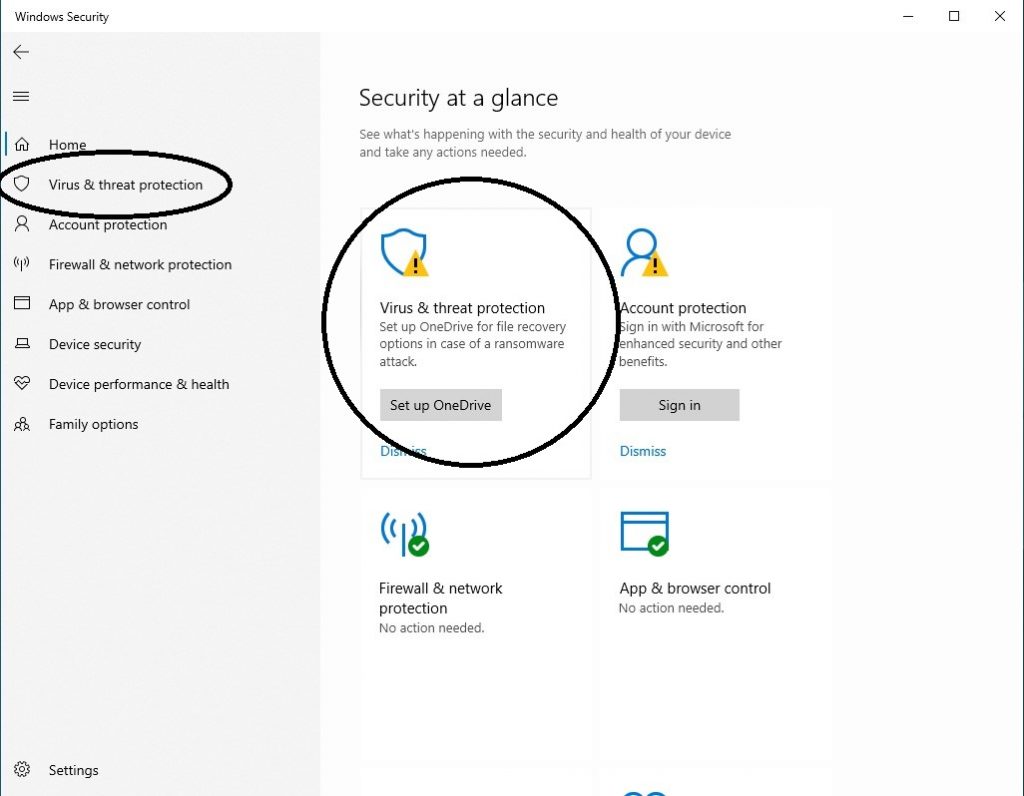 Windows Security
Home
Virus & threat protection
Account protection
Firewall & network protection
App & browser control
Device security
Device performance & health
Family options
Settings
Security at a glance
See what's happening with the security and health of your device
and take any actions needed.
Virus & threat protection
Set up OneDrive for file recovery
options in case of a ransomware
attack.
Set up OneDrive
Dismiss
Account protection
Sign in with Microsoft for
enhanced security and other
benefits.
Sign in
Dismiss
Firewall & network
protection
No action needed.
App & browser control
No action needed.